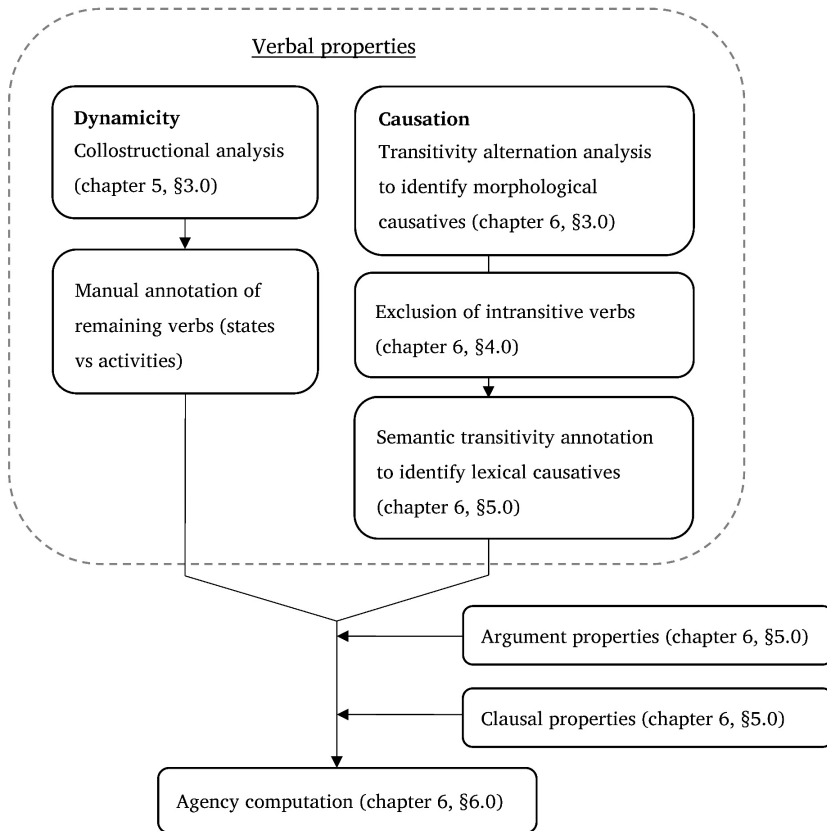 Verbal properties
Dynamicity
Collostructional analysis
(chapter 5, §3.0)
Manual annotation of
remaining verbs (states
vs activities)
Causation
Transitivity alternation analysis
to identify morphological
causatives (chapter 6, §3.0)
Exclusion of intransitive verbs
(chapter 6, §4.0)
Semantic transitivity annotation
to identify lexical causatives
(chapter 6, §5.0)
Argument properties (chapter 6, §5.0)
Clausal properties (chapter 6, §5.0)
Agency computation (chapter 6, §6.0)